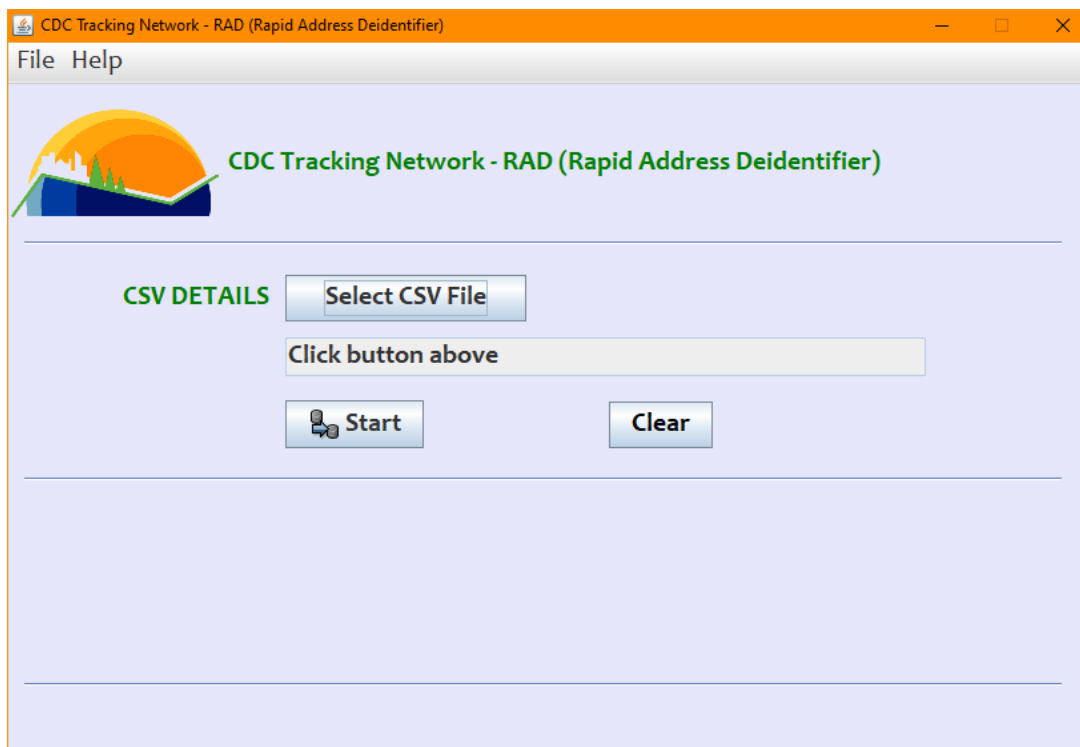 CDC Tracking Network - RAD (Rapid Address Deidentifier)
File Help
CDC Tracking Network - RAD (Rapid Address Deidentifier)
CSV DETAILS Select CSV File
Click button above
Start Clear